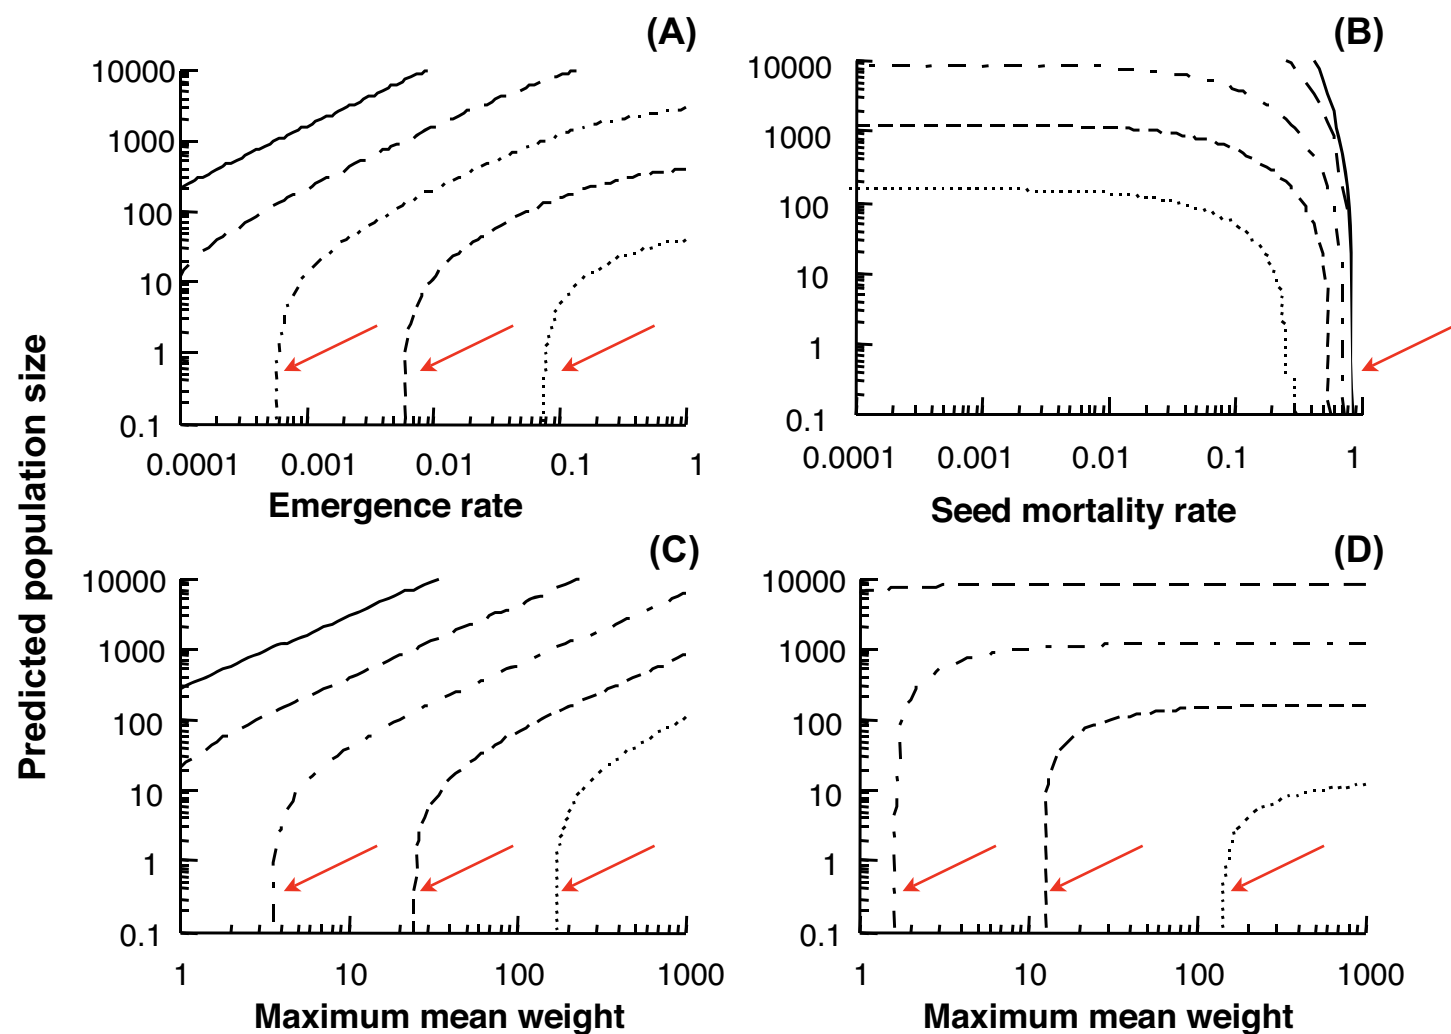 Predicted population size
(A)
10000
1000
100
10
1
0.1
0.0001 0.001 0.01 0.1 1
Emergence rate
(B)
10000
1000
100
10
1
0.1
0.0001 0.001 0.01 0.1 1
Seed mortality rate
(C)
10000
1000
100
10
1
0.1
1 10 100 1000
Maximum mean weight
(D)
10000
1000
100
10
1
0.1
1 10 100 1000
Maximum mean weight